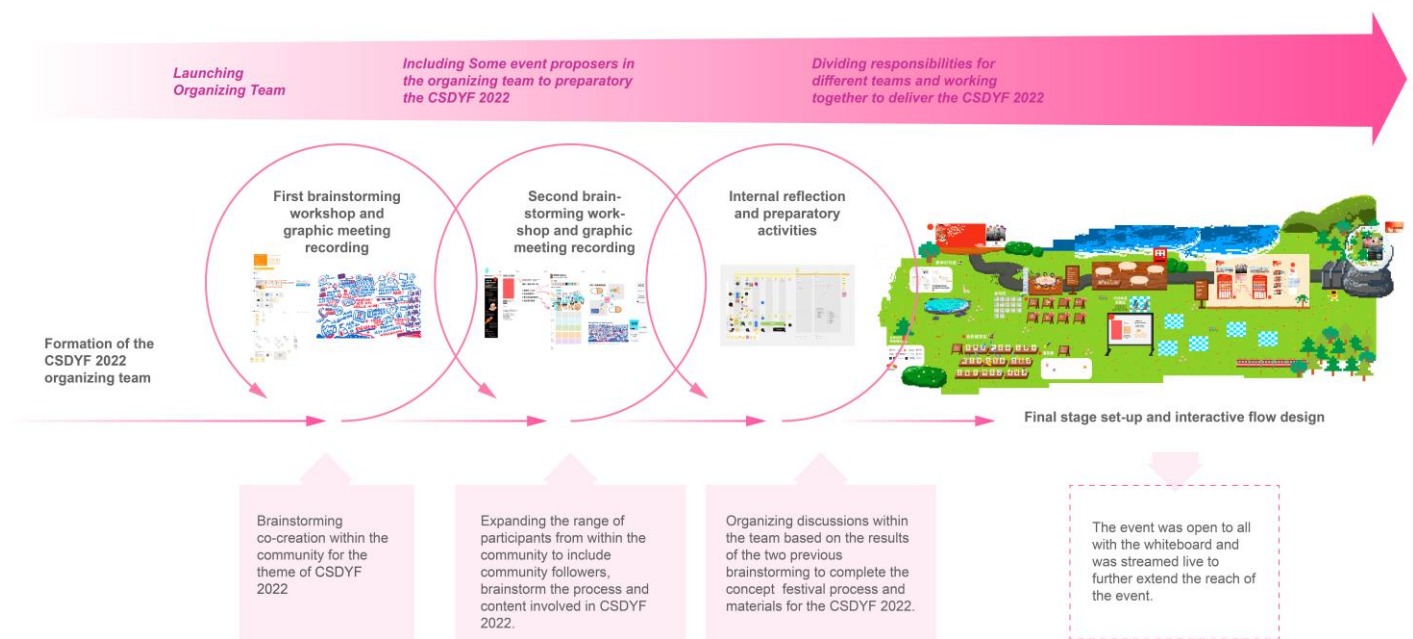 Launching
Organizing Team
Including Some event proposers in
the organizing team to preparatory
the CSDYF 2022
Dividing responsibilities for
different teams and working
together to deliver the CSDYF 2022
First brainstorming
workshop and
graphic meeting
recording
Second brain-
storming work-
shop and graphic
meeting recording
Internal reflection
and preparatory
activities
Formation of the
CSDYF 2022
organizing team
Final stage set-up and interactive flow design
Brainstorming
co-creation within the
community for the
theme of CSDYF
2022
Expanding the range of
participants from within the
community to include
community followers,
brainstorm the process and
content involved in CSDYF
2022.
Organizing discussions within
the team based on the results
of the two previous
brainstorming to complete the
concept festival process and
materials for the CSDYF 2022.
The event was open to all
with the whiteboard and
was streamed live to
further extend the reach of
the event.